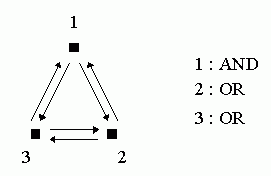 1
1 : AND
2 : OR
3 : OR
3
2